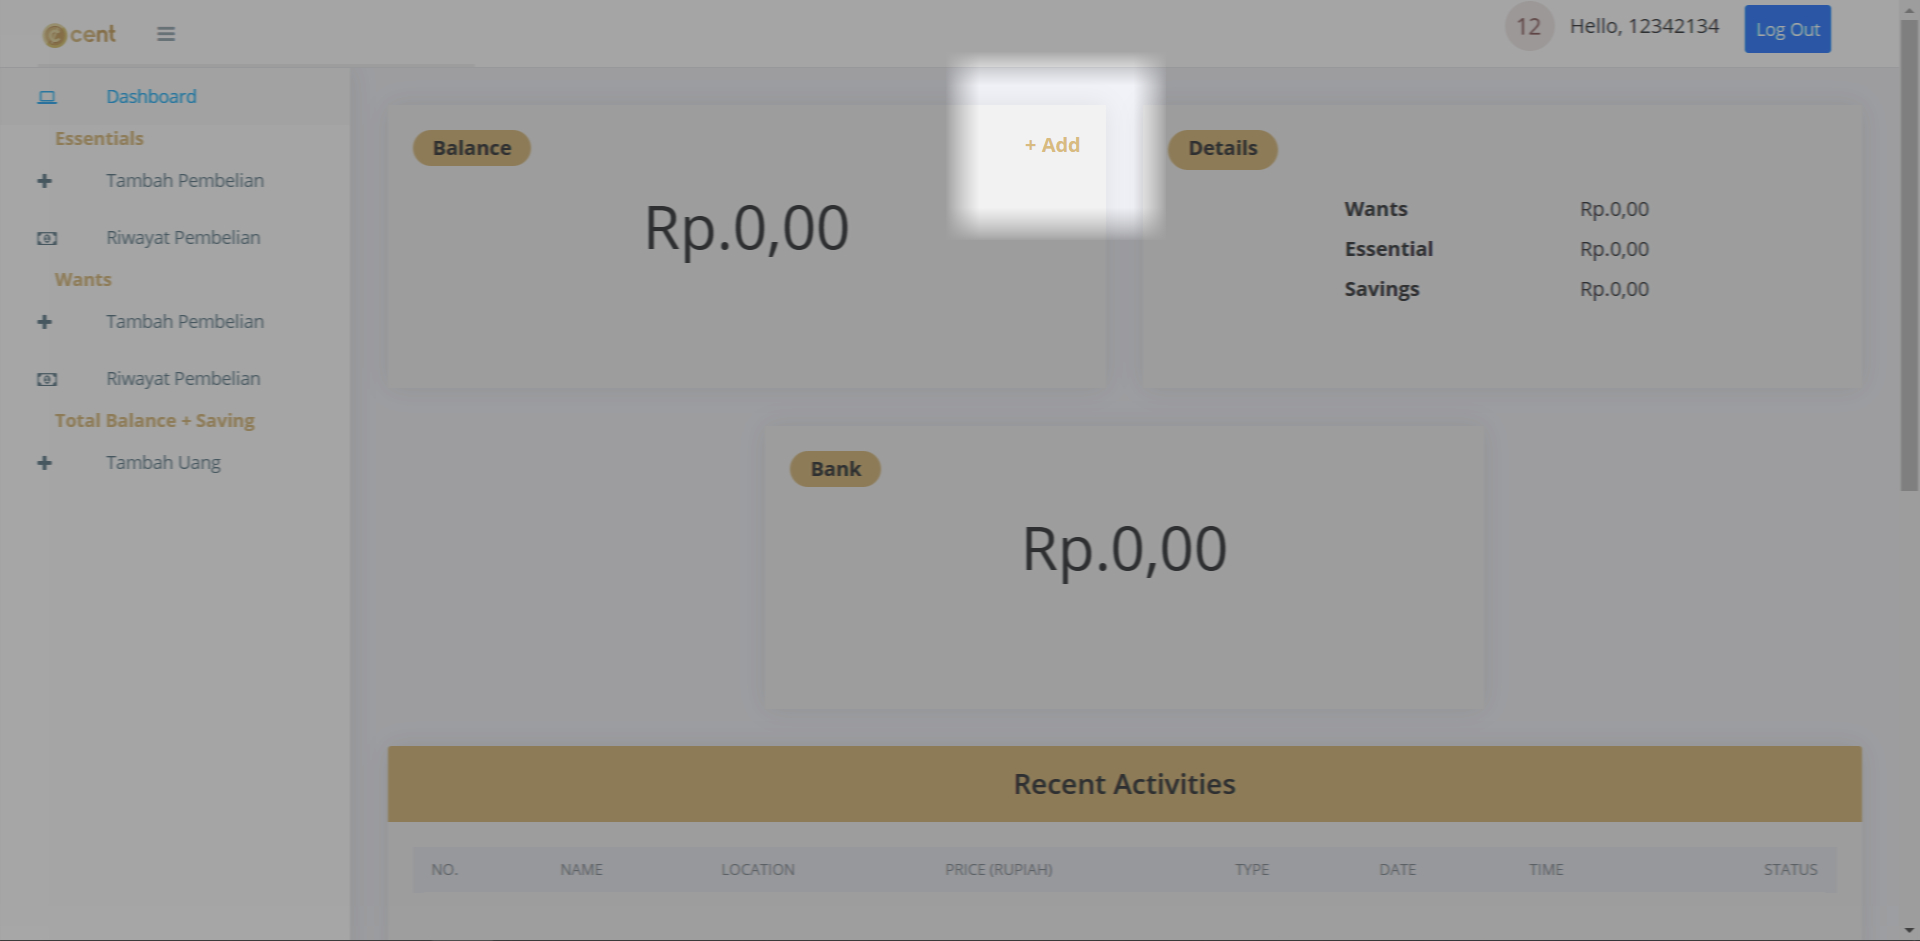 cent
12 Hello, 12342134 Log Out
Dashboard
Essentials
Tambah Pembelian
Riwayat Pembelian
Wants
Tambah Pembelian
Riwayat Pembelian
Total Balance + Saving
Tambah Uang
Balance + Add
Rp.0,00
Details
Wants Rp.0,00
Essential Rp.0,00
Savings Rp.0,00
Bank
Rp.0,00
Recent Activities
NO. NAME LOCATION PRICE (RUPIAH) TYPE DATE TIME STATUS